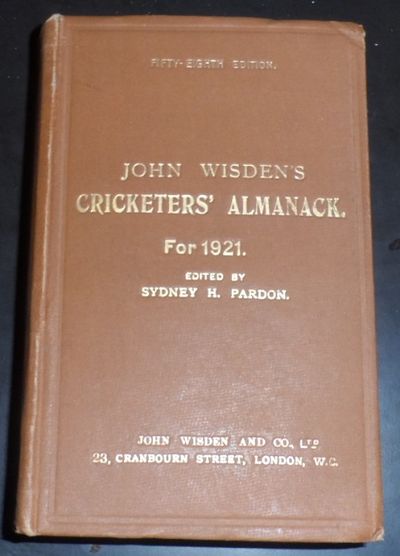 FIFTY-EIGHTH EDITION.
JOHN WISDEN'S
CRICKETERS' ALMANACK.
For 1921.
EDITED BY
SYDNEY H. PARDON.
JOHN WISDEN AND CO., LTD
23, CRANBOURN STREET, LONDON, W.C.